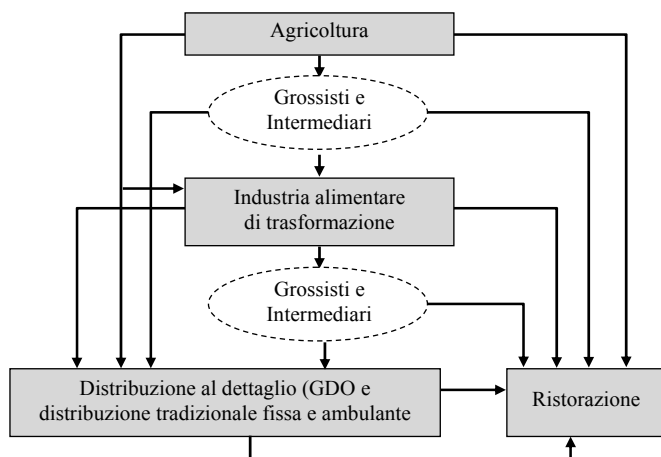 Agricoltura
Grossisti e
Intermediari
Industria alimentare
di trasformazione
Grossisti e
Intermediari
Distribuzione al dettaglio (GDO e
distribuzione tradizionale fissa e ambulante
Ristorazione